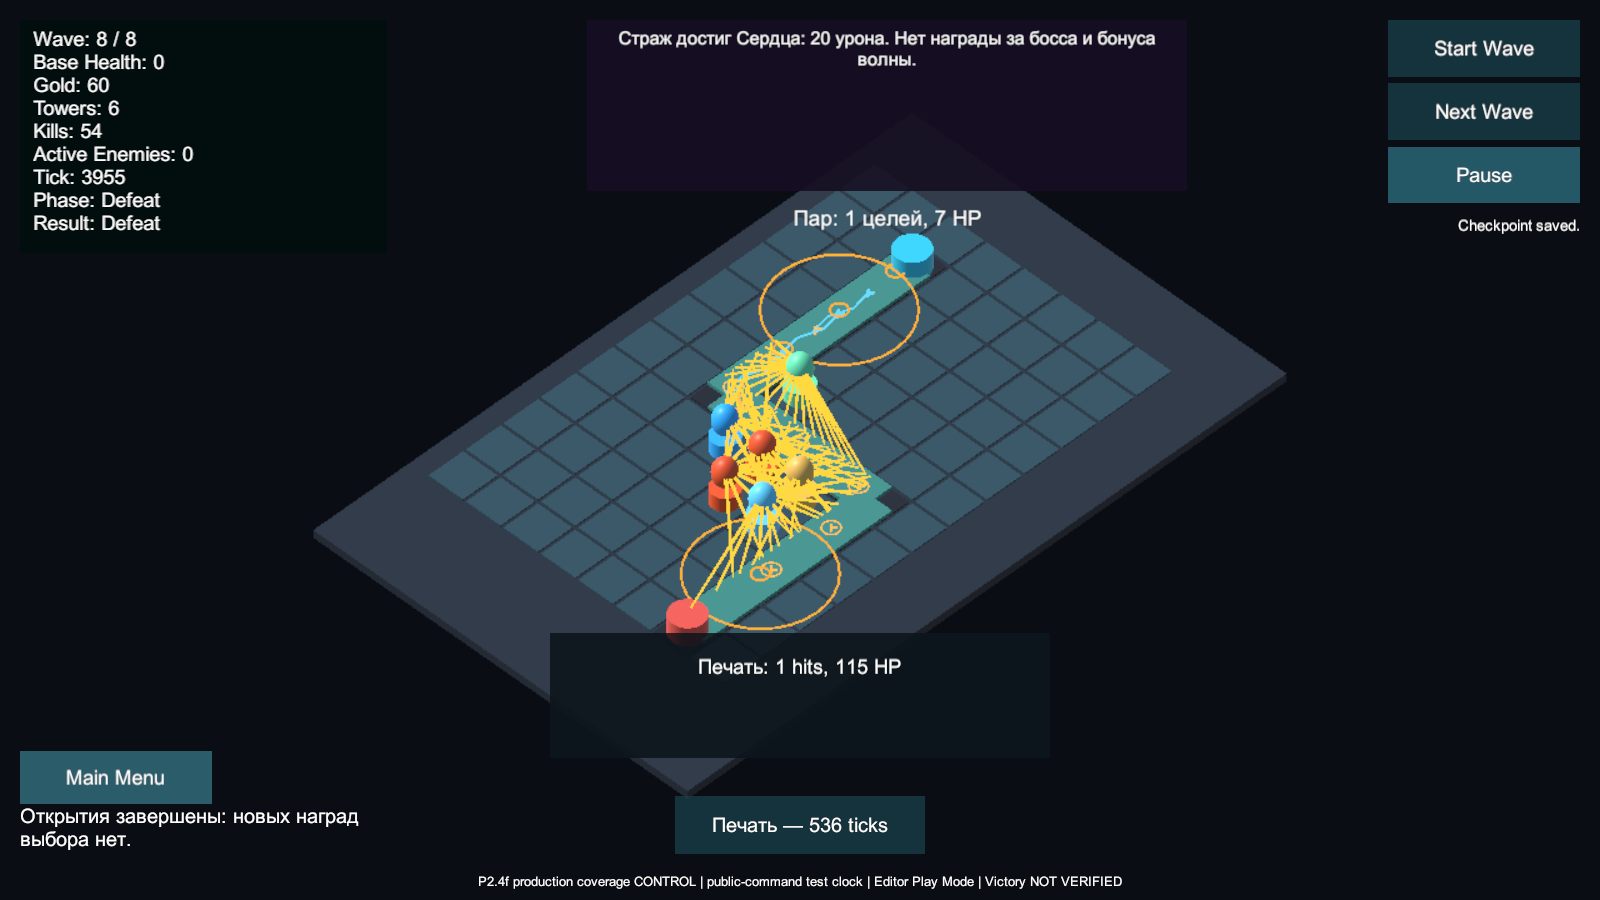 Wave: 8 / 8
Base Health: 0
Gold: 60
Towers: 6
Kills: 54
Active Enemies: 0
Tick: 3955
Phase: Defeat
Result: Defeat
Страж достиг Сердца: 20 урона. Нет награды за босса и бонуса
волны.
Start Wave
Next Wave
Pause
Checkpoint saved.
Пар: 1 целей, 7 HP
Печать: 1 hits, 115 HP
Main Menu
Открытия завершены: новых наград
выбора нет.
Печать — 536 ticks
P2.4f production coverage CONTROL | public-command test clock | Editor Play Mode | Victory NOT VERIFIED